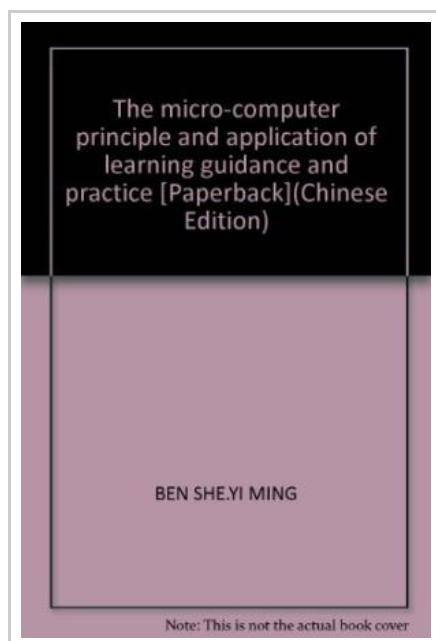 The micro-computer
principle and application of
learning guidance and
practice [Paperback](Chinese
Edition)
BEN SHE.YI MING
Note: This is not the actual book cover